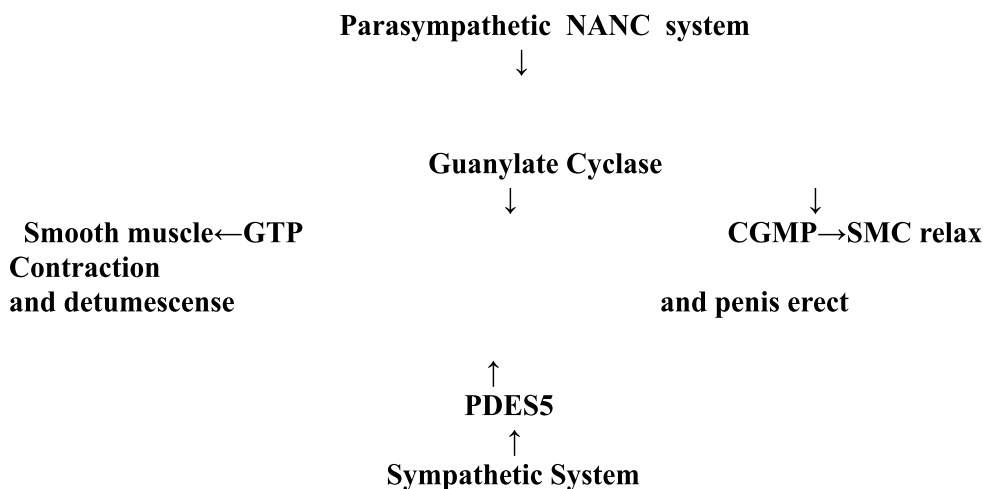 Parasympathetic NANC system
↓
Guanylate Cyclase
↓ ↓
Smooth muscle←GTP CGMP→SMC relax
Contraction
and detumescense and penis erect
↑
PDES5
↑
Sympathetic System